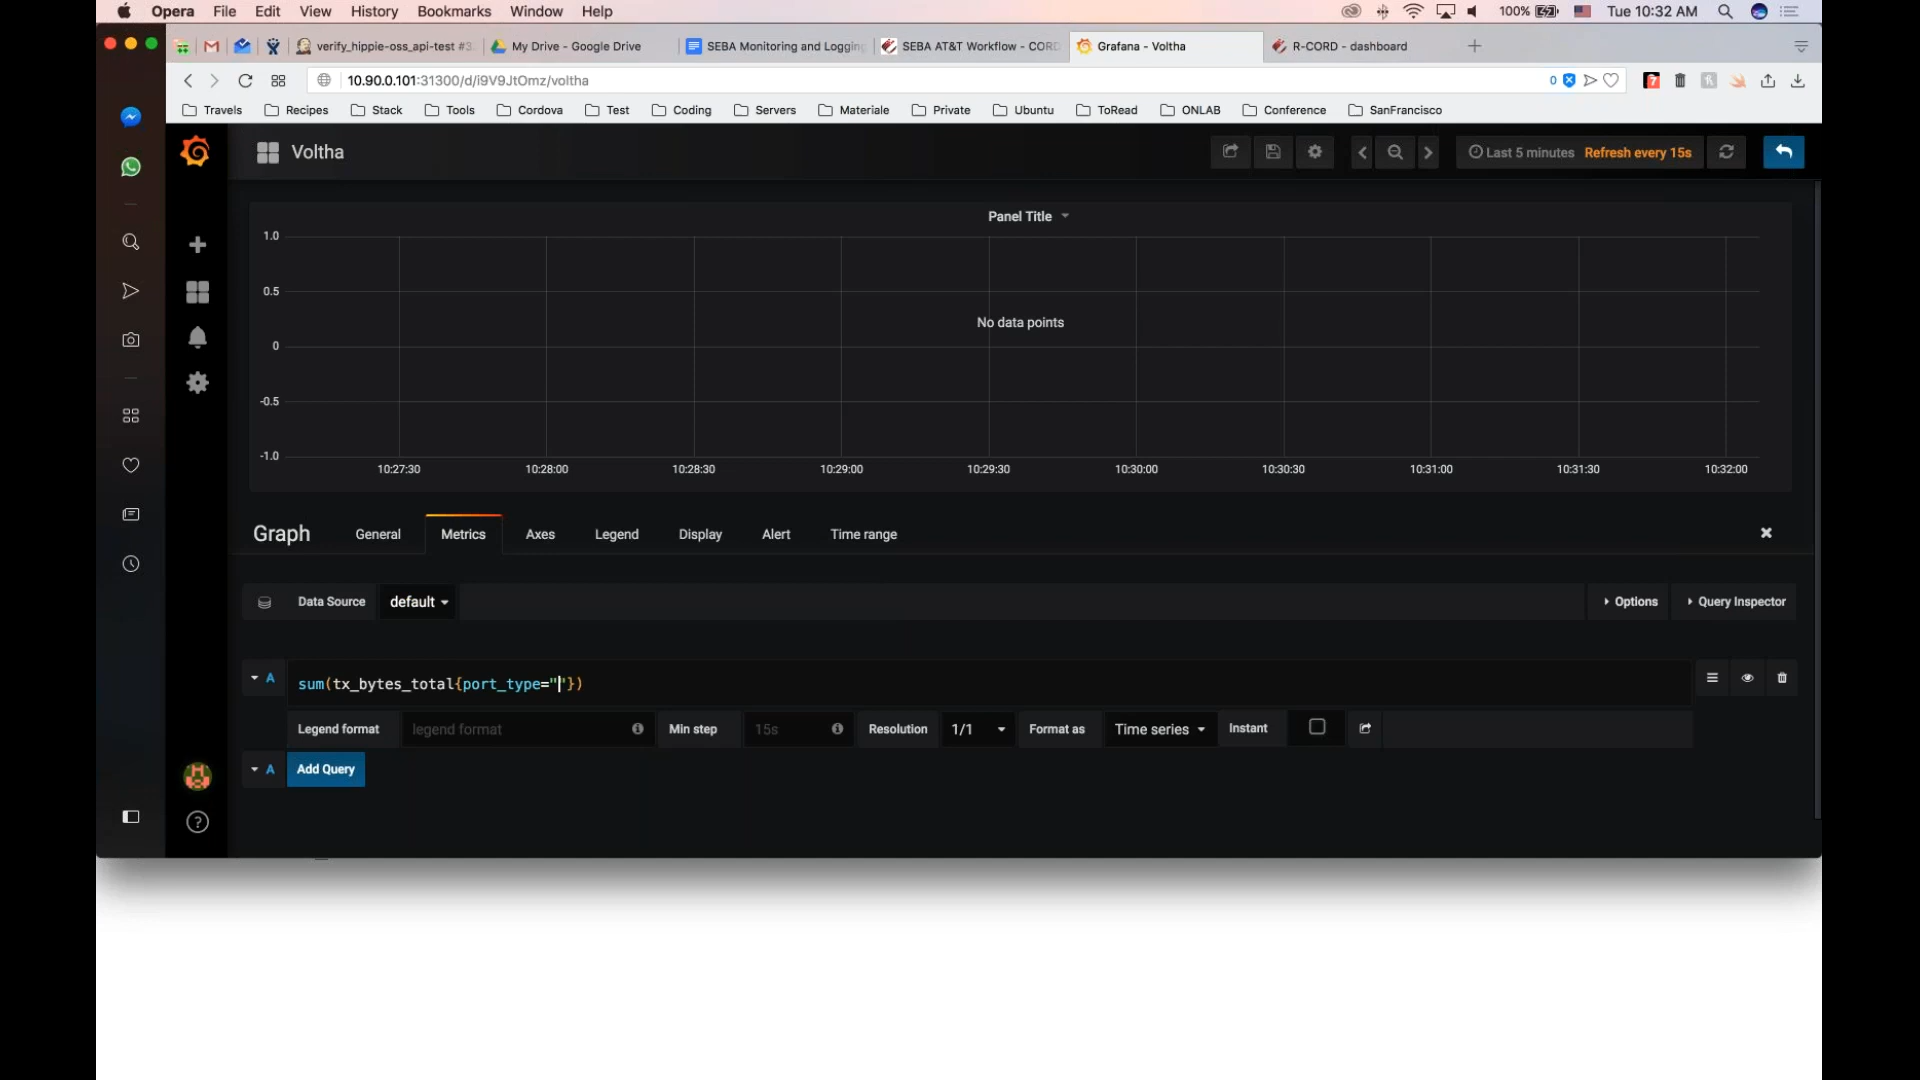 Opera File Edit View History Bookmarks Window Help 100% Tue 10:32 AM
verify_hippie-oss_api-test #3 My Drive - Google Drive SEBA Monitoring and Loggin SEBA AT&T Workflow - CORD Grafana - Voltha R-CORD - dashboard
10.90.0.101:31300/d/i9V9JtOmz/voltha 0
Travels Recipes Stack Tools Cordova Test Coding Servers Materiale Private Ubuntu ToRead ONLAB Conference SanFrancisco
Voltha Last 5 minutes Refresh every 15s
Panel Title
1.0
0.5
No data points
0
-0.5
-1.0
10:27:30 10:28:00 10:28:30 10:29:00 10:29:30 10:30:00 10:30:30 10:31:00 10:31:30 10:32:00
Graph General Metrics Axes Legend Display Alert Time range
Data Source default Options Query Inspector
A sum(tx_bytes_total{port_type=""})
Legend format legend format Min step 15s Resolution 1/1 Format as Time series Instant
A Add Query